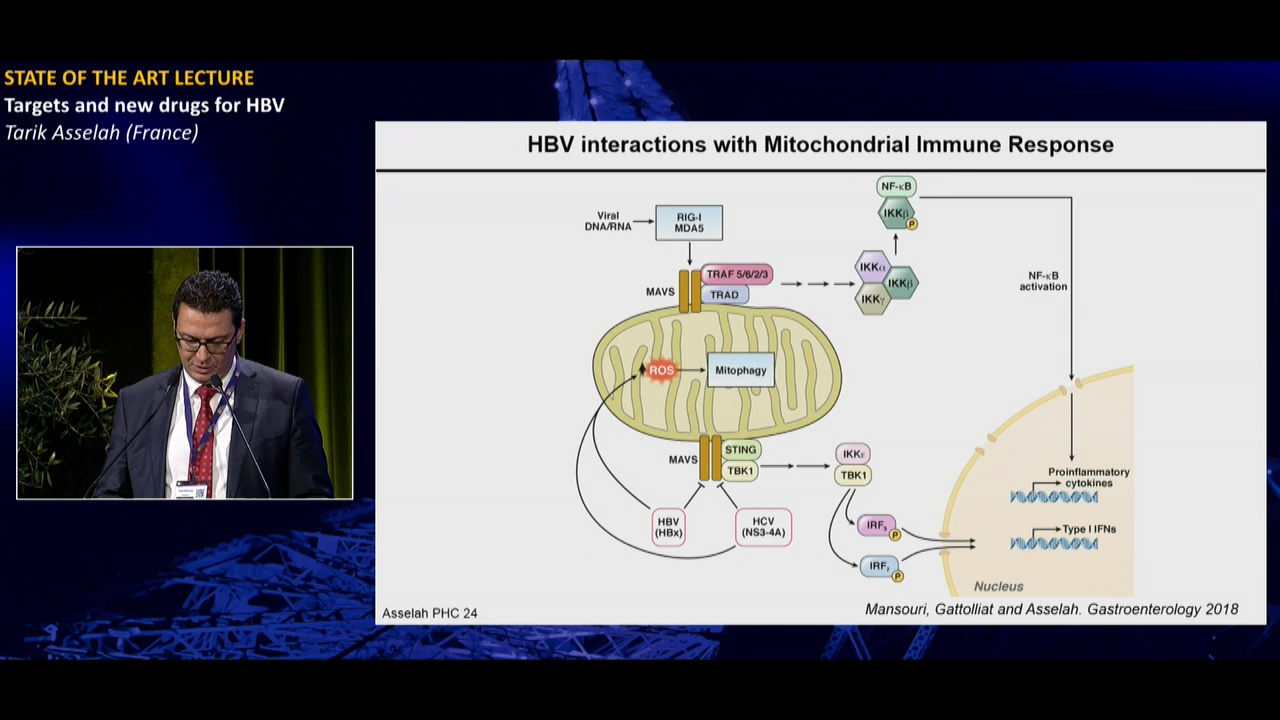 STATE OF THE ART LECTURE
Targets and new drugs for HBV
Tarik Asselah (France)
HBV interactions with Mitochondrial Immune Response
NF-κB
IKKβ
P
Viral
DNA/RNA
RIG-I
MDA5
MAVS
TRAF 5/6/2/3
TRAD
IKKα
IKKβ
IKKγ
NF-κB
activation
ROS
Mitophagy
MAVS
STING
TBK1
IKKε
TBK1
HBV
(HBx)
HCV
(NS3-4A)
IRF₃
P
IRF₇
P
Proinflammatory
cytokines
Type I IFNs
Nucleus
Asselah PHC 24
Mansouri, Gattolliat and Asselah. Gastroenterology 2018